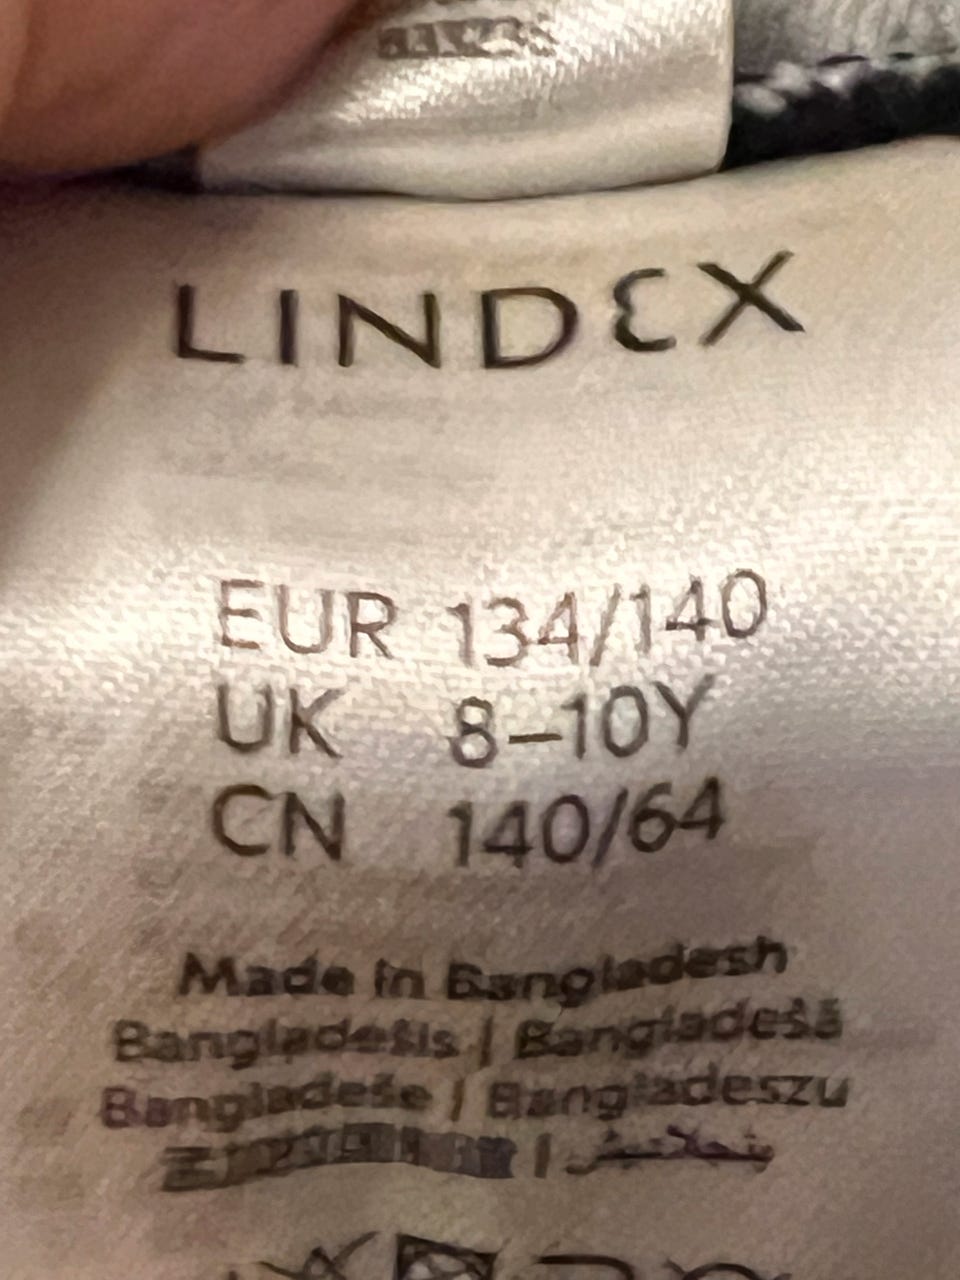 LINDEX
EUR 134/140
UK 8–10Y
CN 140/64
Made in Bangladesh
Bangladešis | Bangladešā
Bangladeše | Bangladeszu